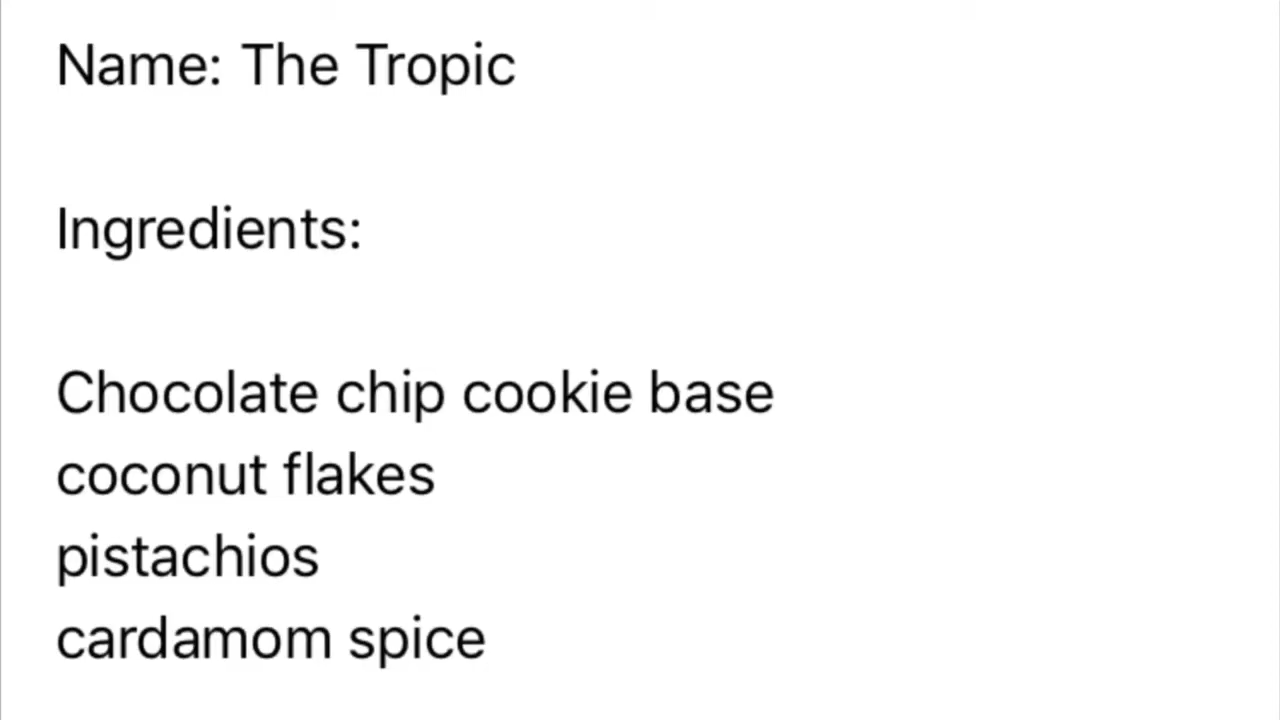 Name: The Tropic
Ingredients:
Chocolate chip cookie base
coconut flakes
pistachios
cardamom spice